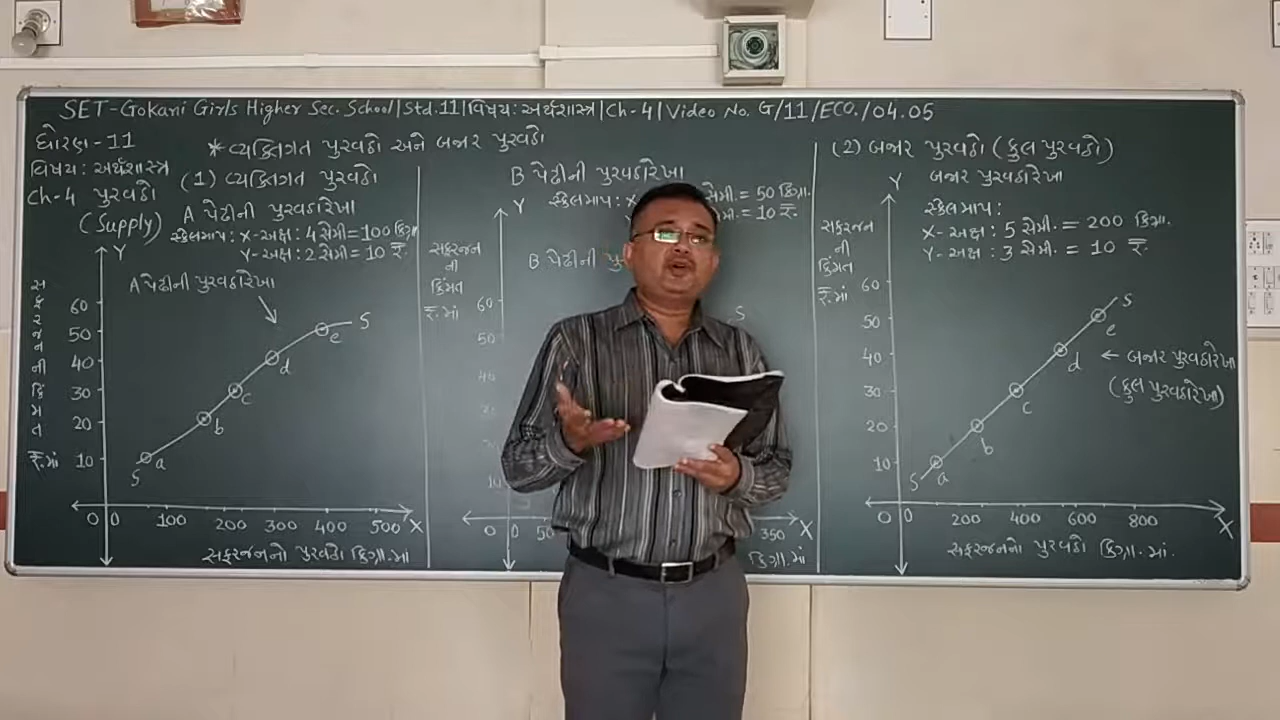 SET-Gokani Girls Higher Sec. School|Std.11|વિષય: અર્થશાસ્ત્ર|Ch-4|Video No. G/11/ECO./04.05
ધોરણ-11
વિષય: અર્થશાસ્ત્ર
Ch-4 પુરવઠો
(Supply)
* વ્યક્તિગત પુરવઠો અને બજાર પુરવઠો
(1) વ્યક્તિગત પુરવઠો
A પેઢીની પુરવઠારેખા
સ્કેલમાપ: X-અક્ષ: 4 સેમી=100 કિગ્રા
Y-અક્ષ: 2 સેમી=10 ₹.
A પેઢીની પુરવઠારેખા
Y
સફરજનની કિંમત ₹.માં
60
50
40
30
20
10
S a b c d e S
O 0 100 200 300 400 500 X
સફરજનનો પુરવઠો કિગ્રા.માં
B પેઢીની પુરવઠારેખા
સ્કેલમાપ: સેમી.= 50 કિગ્રા.
= 10 ₹.
Y
સફરજન
ની
કિંમત
₹.માં
B પેઢીની
60
50
40
10
S
O 0 50 350 X
કિગ્રા.માં
(2) બજાર પુરવઠો (કુલ પુરવઠો)
બજાર પુરવઠારેખા
સ્કેલમાપ:
X-અક્ષ: 5 સેમી. = 200 કિગ્રા.
Y-અક્ષ: 3 સેમી. = 10 ₹.
Y
સફરજન
ની
કિંમત
₹.માં
60
50
40
30
20
10
S a b c d e S
← બજાર પુરવઠારેખા
(કુલ પુરવઠારેખા)
O 0 200 400 600 800 X
સફરજનનો પુરવઠો કિગ્રા.માં.